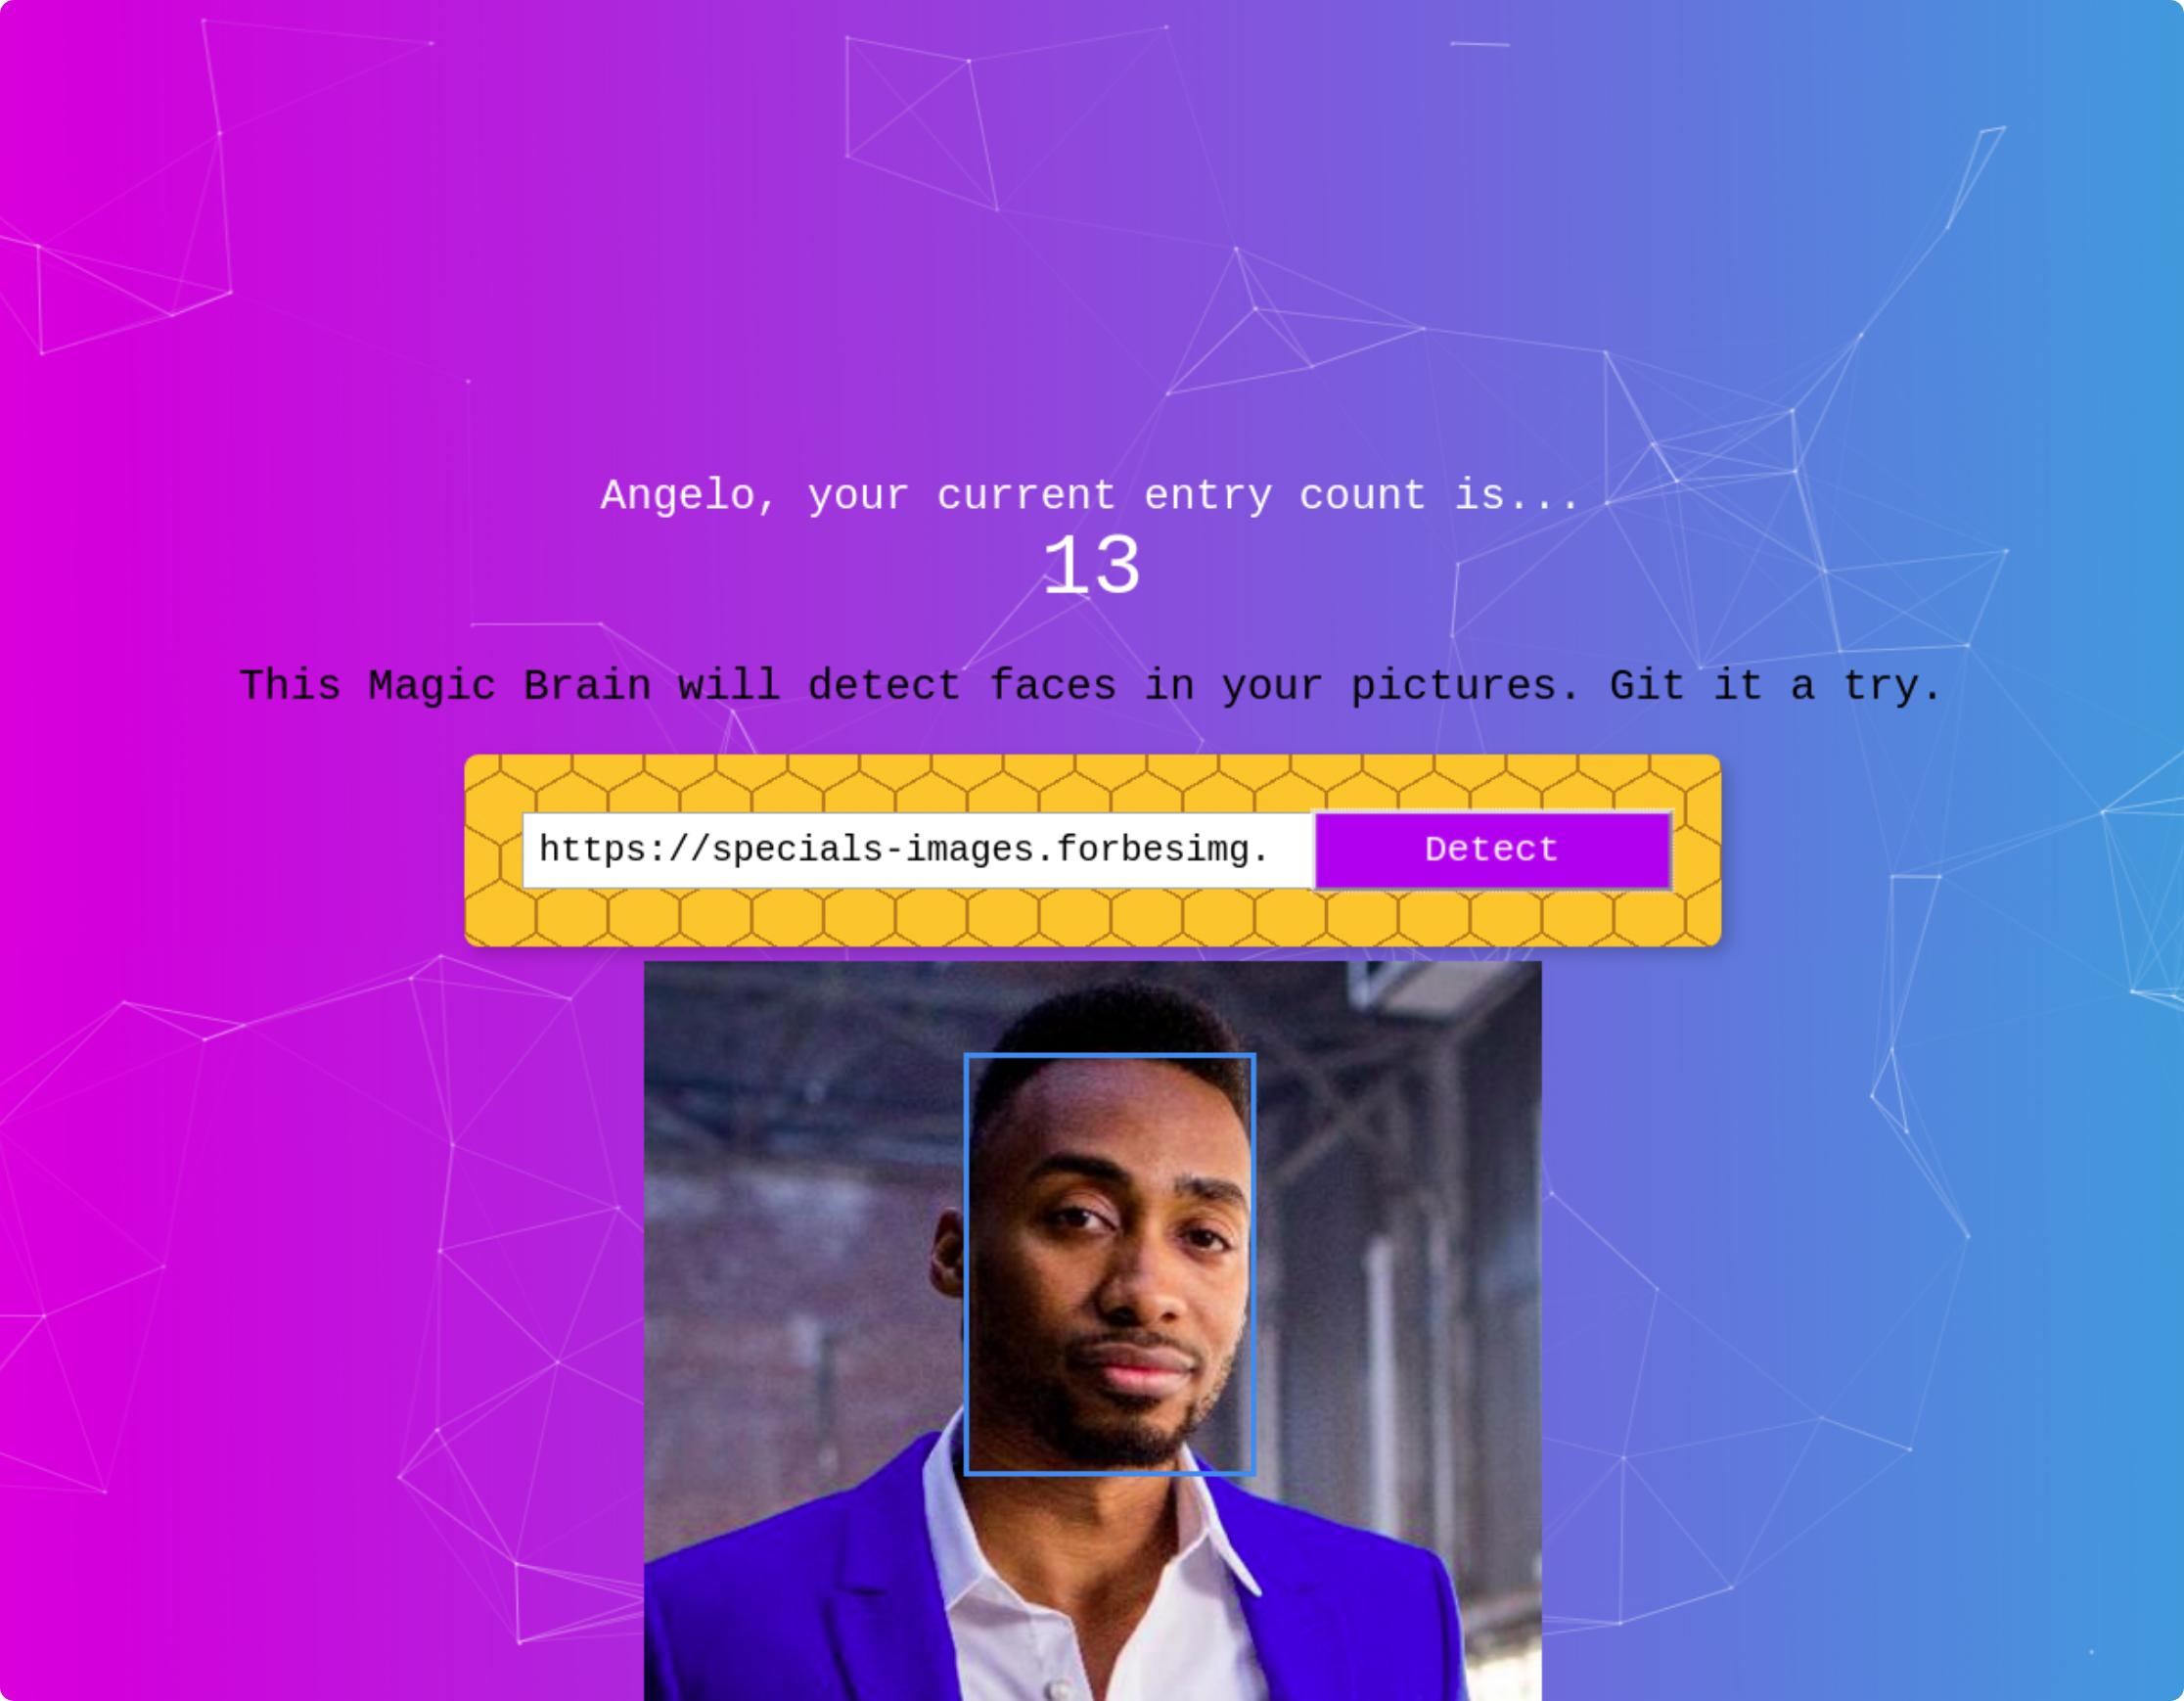 Angelo, your current entry count is...
13
This Magic Brain will detect faces in your pictures. Git it a try.
https://specials-images.forbesimg.
Detect